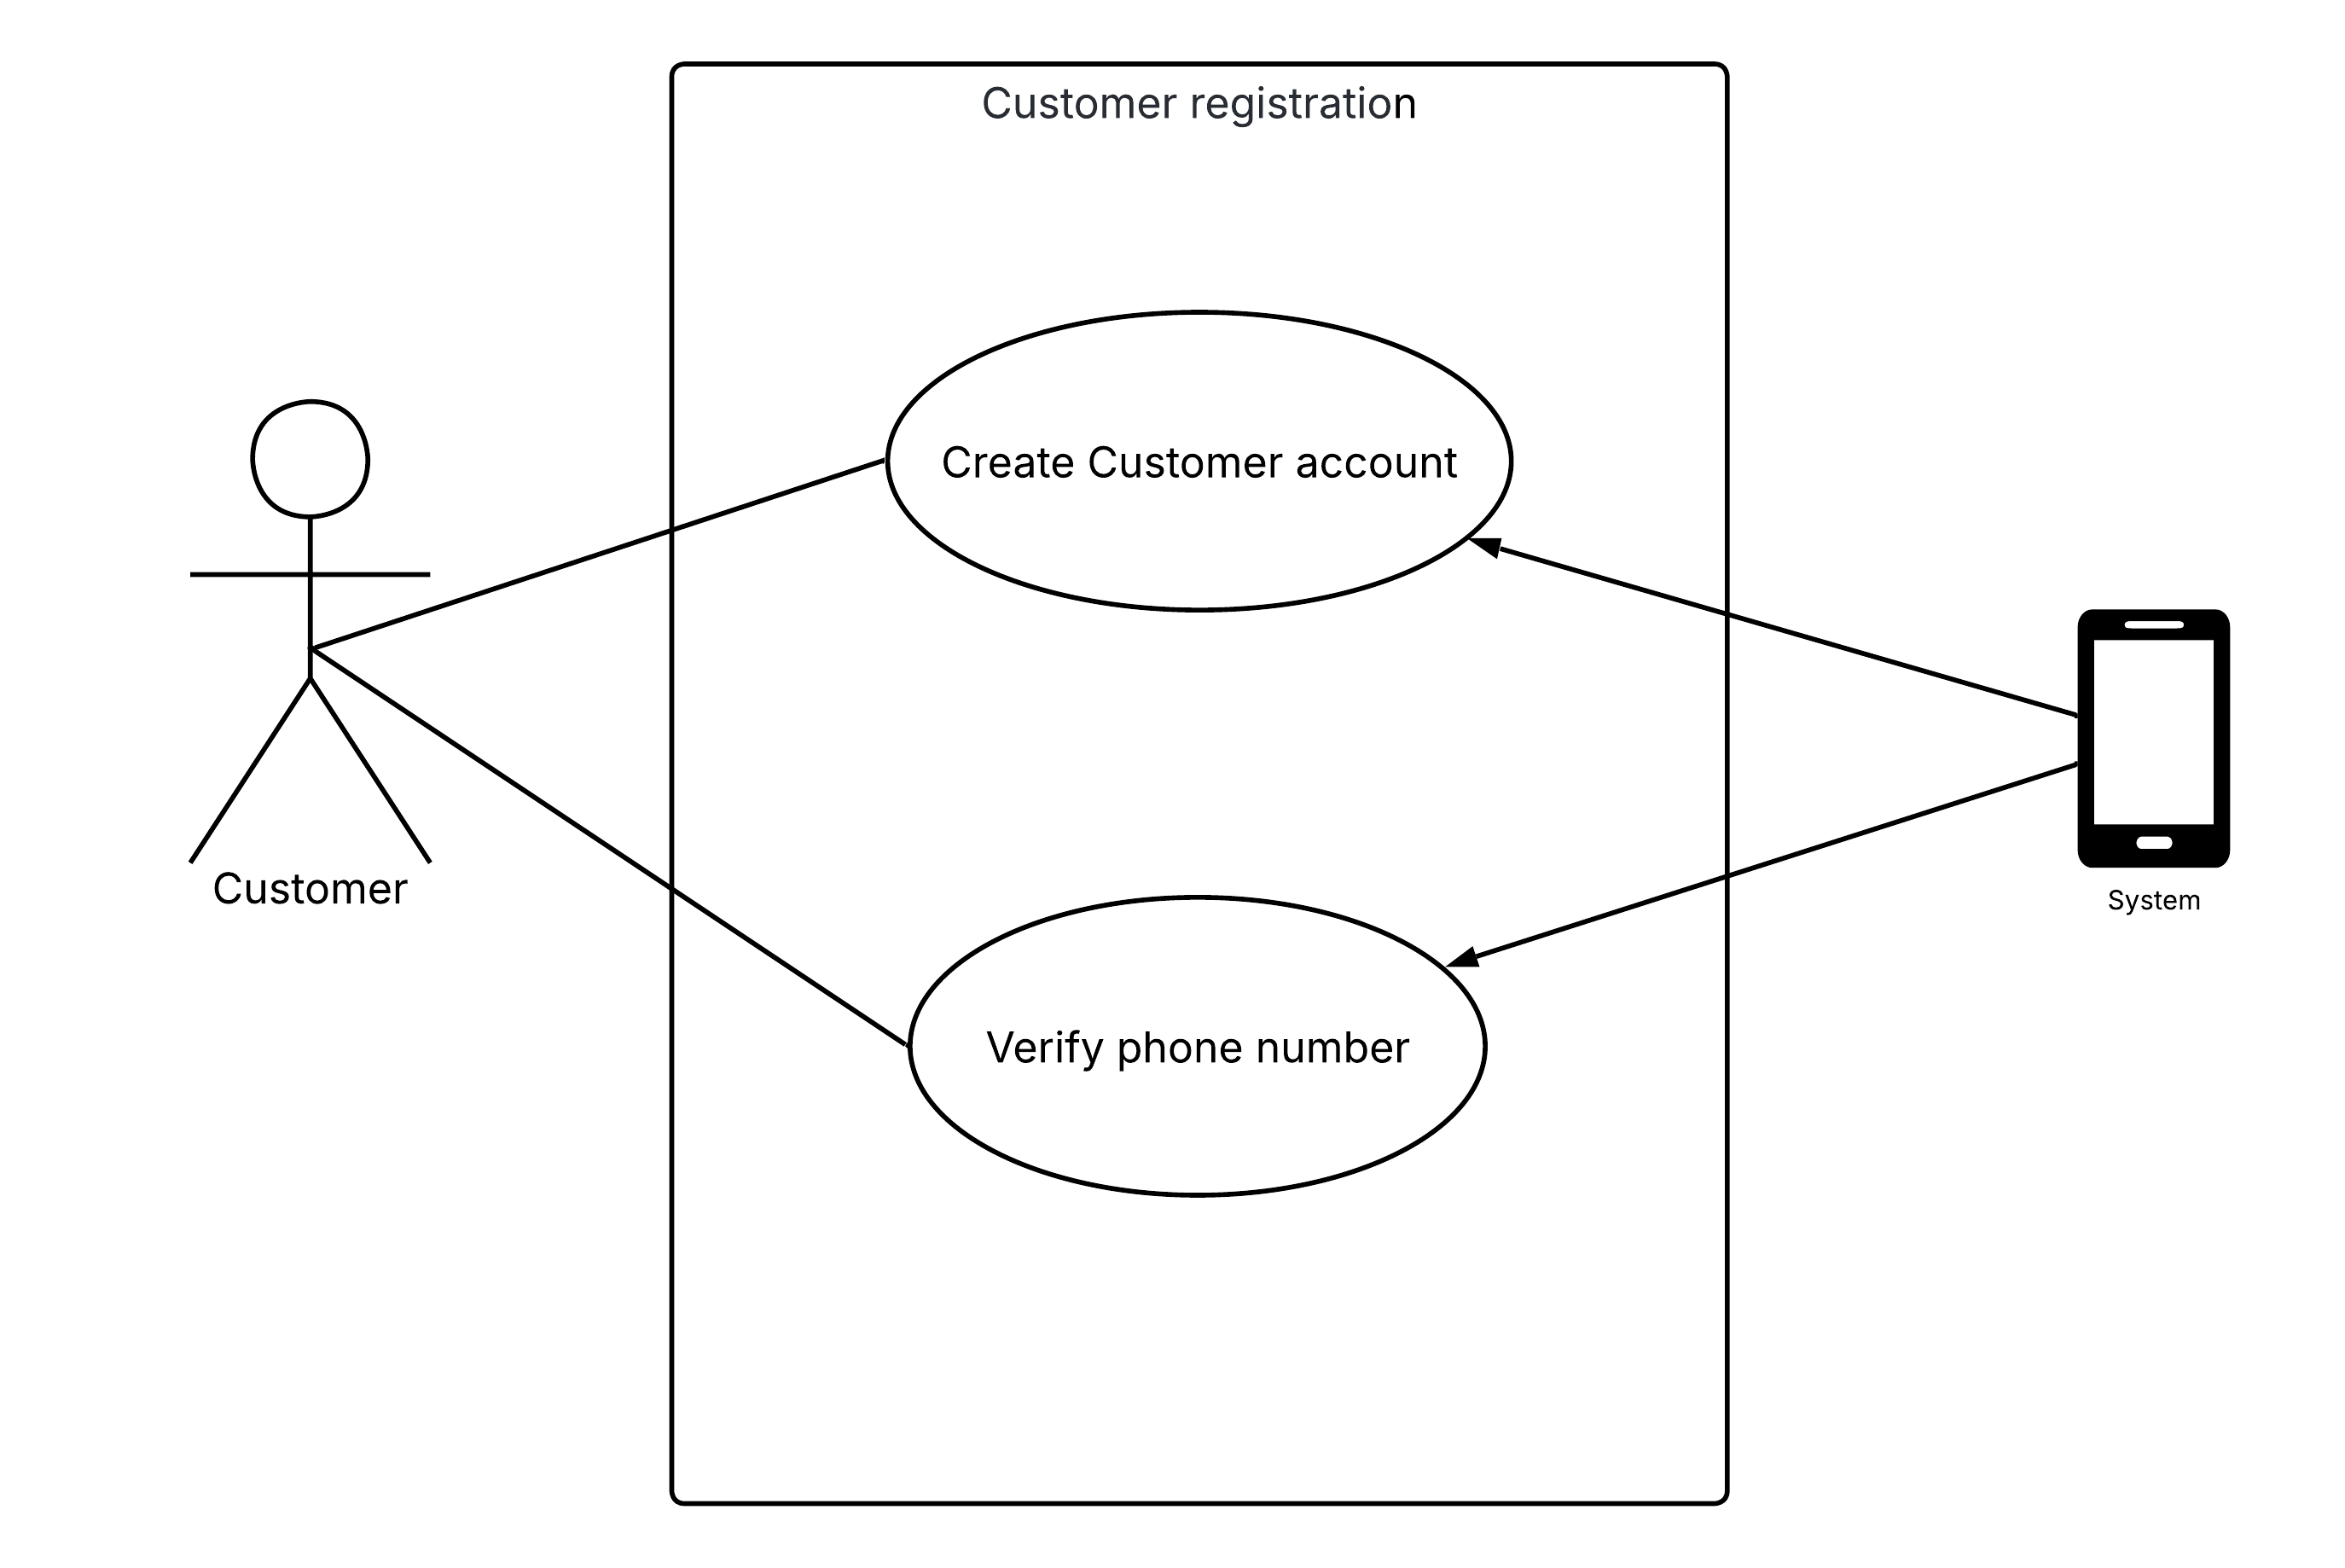 Customer registration
Create Customer account
Customer
System
Verify phone number